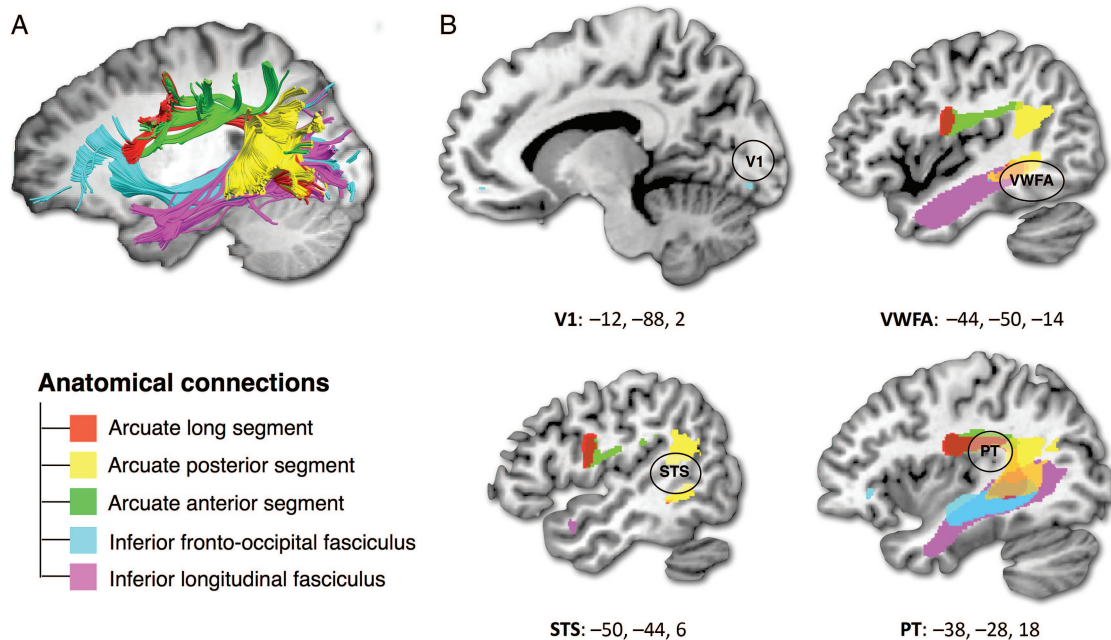 A
B
V1
VWFA
V1: –12, –88, 2
VWFA: –44, –50, –14
Anatomical connections
Arcuate long segment
Arcuate posterior segment
Arcuate anterior segment
Inferior fronto-occipital fasciculus
Inferior longitudinal fasciculus
STS
PT
STS: –50, –44, 6
PT: –38, –28, 18